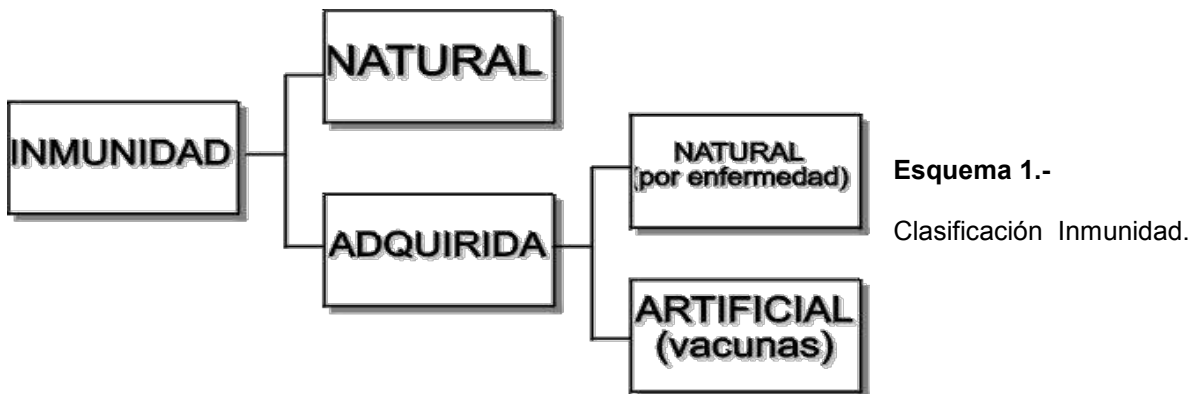 INMUNIDAD
NATURAL
ADQUIRIDA
NATURAL
(por enfermedad)
ARTIFICIAL
(vacunas)
Esquema 1.-
Clasificación Inmunidad.